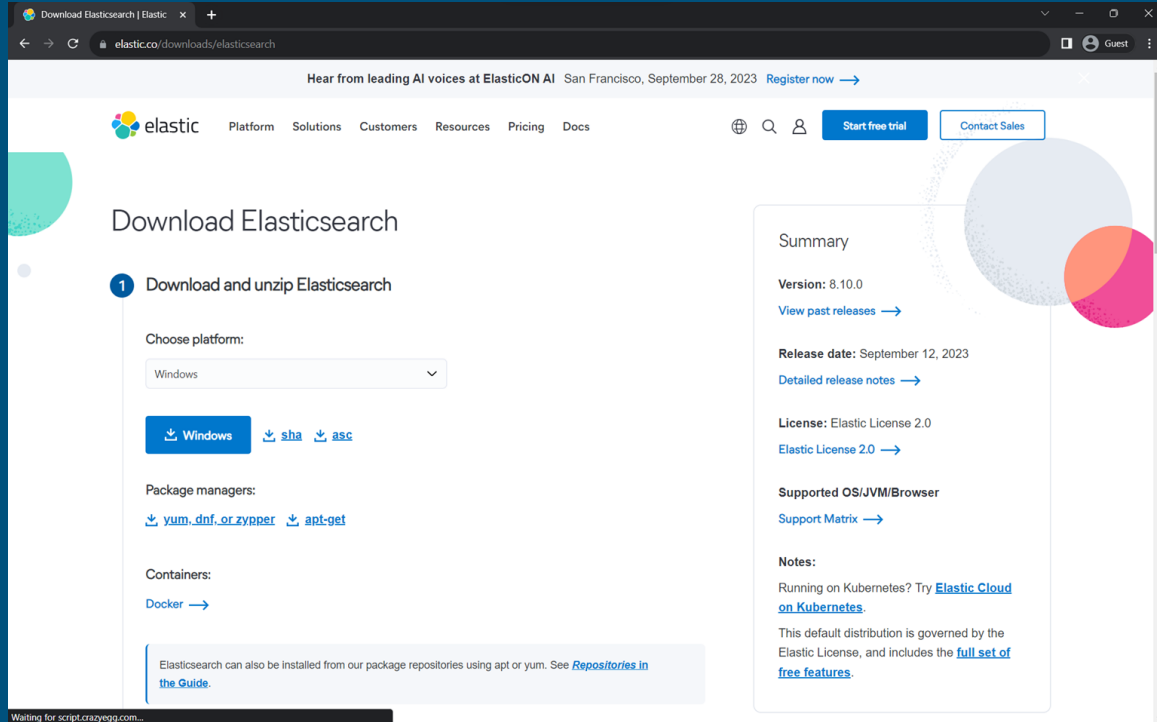 Download Elasticsearch | Elastic
elastic.co/downloads/elasticsearch
Guest
Hear from leading AI voices at ElasticON AI San Francisco, September 28, 2023 Register now
elastic Platform Solutions Customers Resources Pricing Docs Start free trial Contact Sales
Download Elasticsearch
1 Download and unzip Elasticsearch
Choose platform:
Windows
Windows sha asc
Package managers:
yum, dnf, or zypper apt-get
Containers:
Docker
Elasticsearch can also be installed from our package repositories using apt or yum. See Repositories in
the Guide.
Summary
Version: 8.10.0
View past releases
Release date: September 12, 2023
Detailed release notes
License: Elastic License 2.0
Elastic License 2.0
Supported OS/JVM/Browser
Support Matrix
Notes:
Running on Kubernetes? Try Elastic Cloud
on Kubernetes.
This default distribution is governed by the
Elastic License, and includes the full set of
free features.
Waiting for script.crazyegg.com...